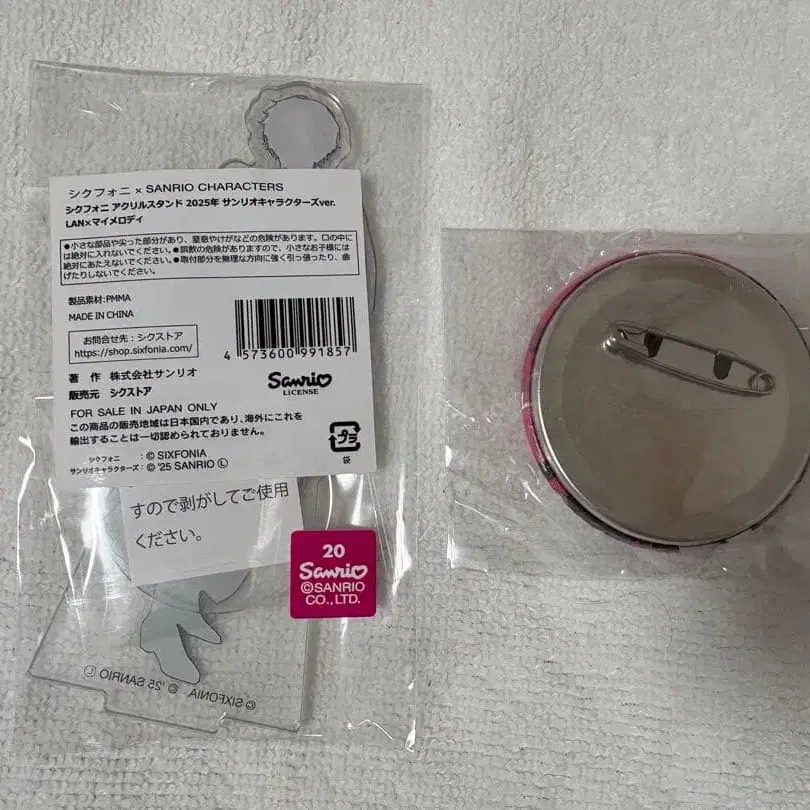 シクフォニ × SANRIO CHARACTERS
シクフォニ アクリルスタンド 2025年 サンリオキャラクターズver.
LAN×マイメロディ
●小さな部品や尖った部分があり、窒息やけがなどの危険があります。口の中に
は絶対に入れないでください。●誤飲の危険がありますので、小さなお子様には
絶対にあたえないでください。●取付部分を無理な方向に強く引っ張ったり、曲
げたりしないでください。
製品素材:PMMA
MADE IN CHINA
お問合せ先：シクストア
https://shop.sixfonia.com/
4 573600 991857
著 作 株式会社サンリオ
販売元 シクストア
Sanrio
LICENSE
FOR SALE IN JAPAN ONLY
この商品の販売地域は日本国内であり、海外にこれを
輸出することは一切認められておりません。
シクフォニ ：© SIXFONIA
サンリオキャラクターズ：© '25 SANRIO Ⓛ
プラ
袋
すので剥がしてご使用
ください。
20
Sanrio
©SANRIO
CO., LTD.
© SIXFONIA © '25 SANRIO Ⓛ